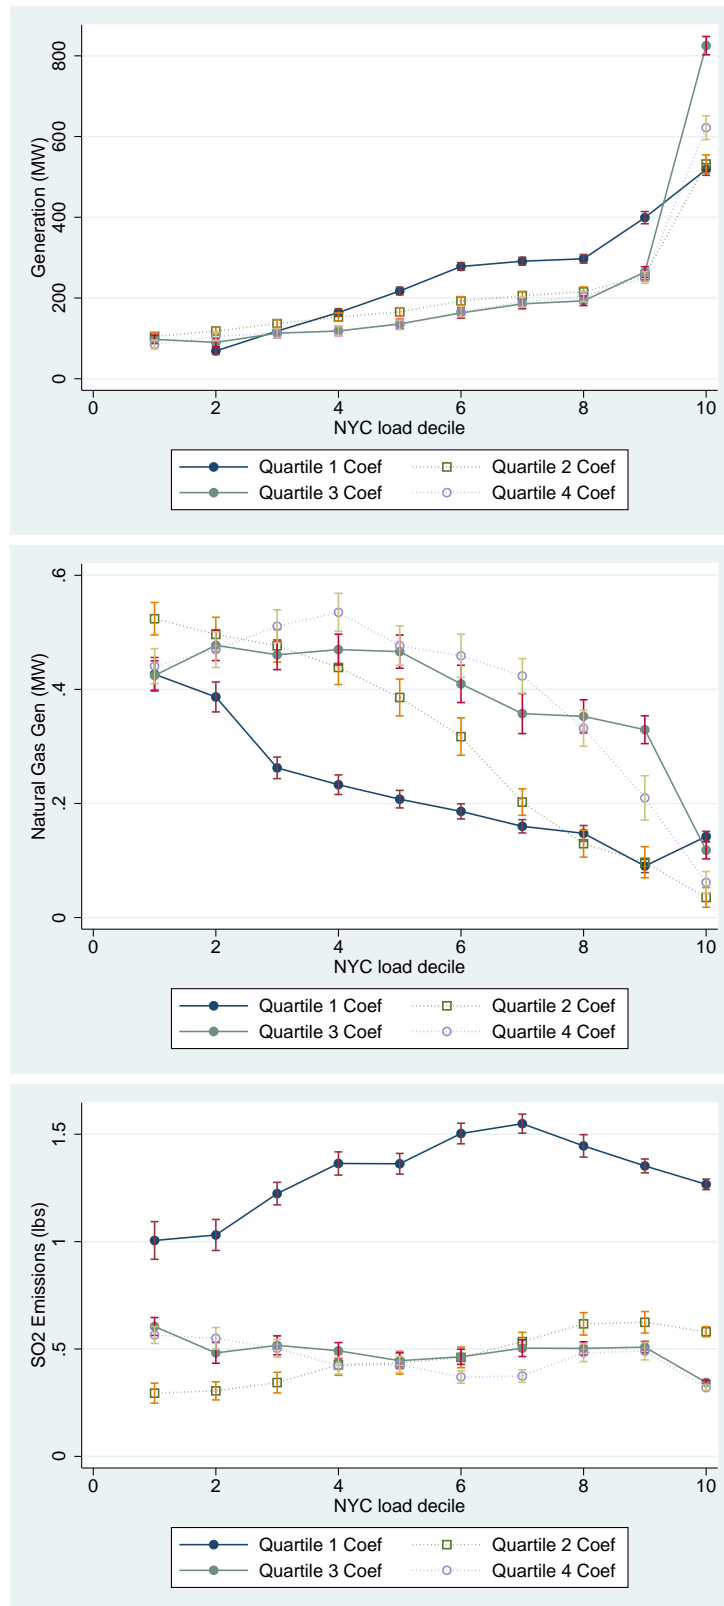 Generation (MW)
800
600
400
200
0
0 2 4 6 8 10
NYC load decile
Quartile 1 Coef Quartile 2 Coef
Quartile 3 Coef Quartile 4 Coef
Natural Gas Gen (MW)
.6
.4
.2
0
0 2 4 6 8 10
NYC load decile
Quartile 1 Coef Quartile 2 Coef
Quartile 3 Coef Quartile 4 Coef
SO2 Emissions (lbs)
1.5
1
.5
0
0 2 4 6 8 10
NYC load decile
Quartile 1 Coef Quartile 2 Coef
Quartile 3 Coef Quartile 4 Coef